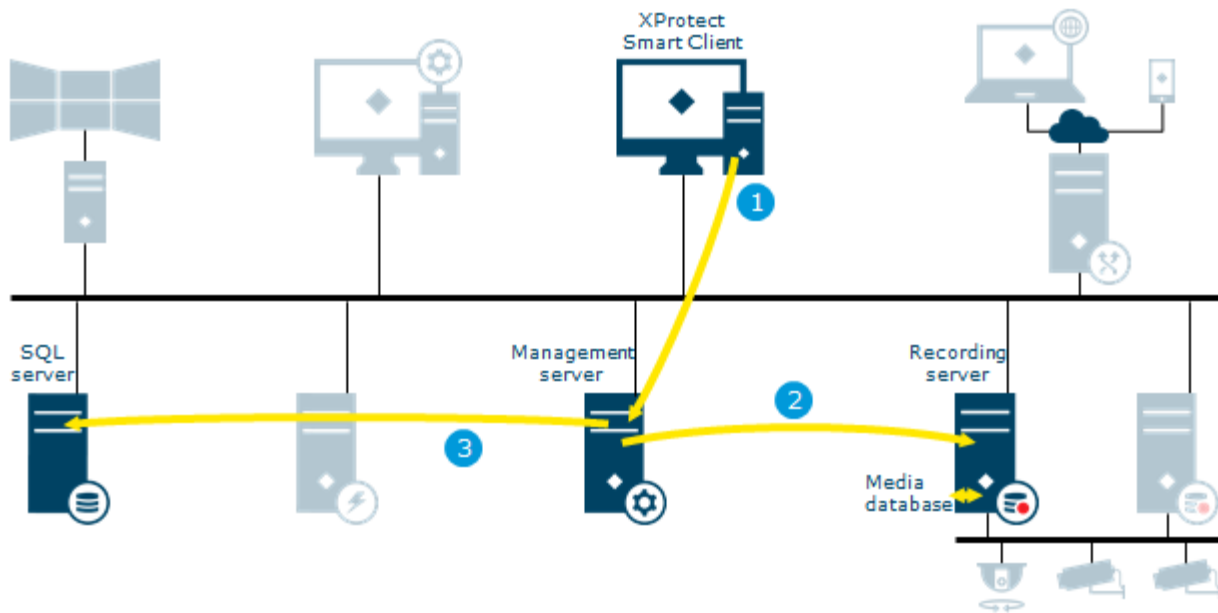 XProtect
Smart Client
1
SQL
server
Management
server
Recording
server
2
3
Media
database